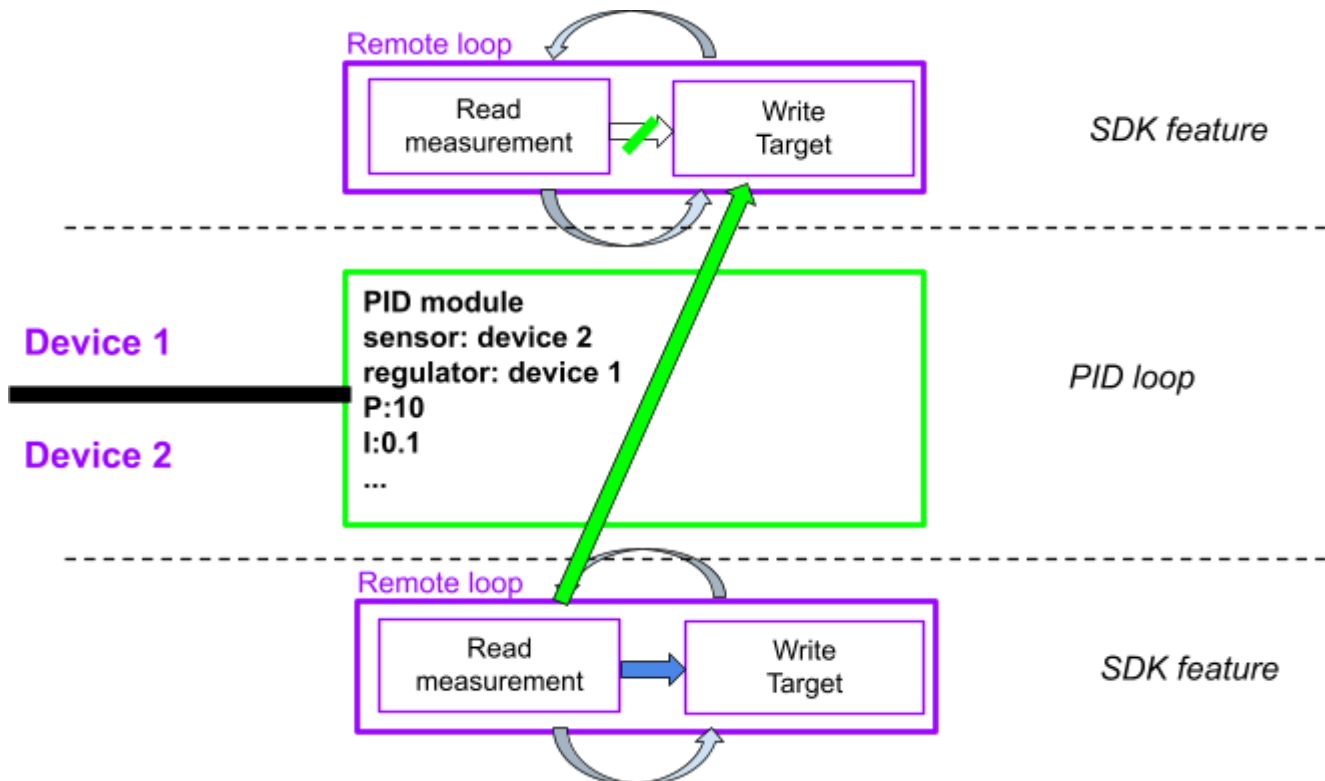 Remote loop
Read
measurement
Write
Target
SDK feature
Device 1
Device 2
PID module
sensor: device 2
regulator: device 1
P:10
I:0.1
...
PID loop
Remote loop
Read
measurement
Write
Target
SDK feature